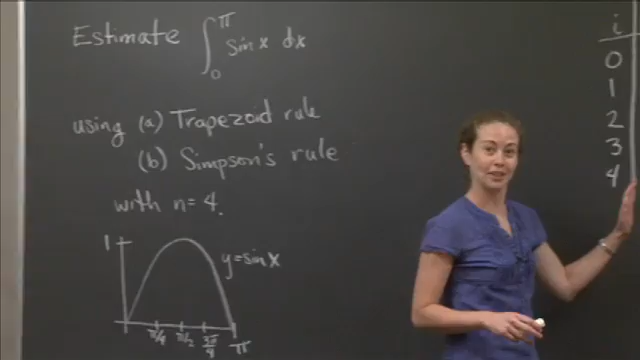 Estimate ∫₀^π sin x dx
using (a) Trapezoid rule
(b) Simpson's rule
with n=4.
1
y=sin x
π/4 π/2 3π/4 π
i
0
1
2
3
4